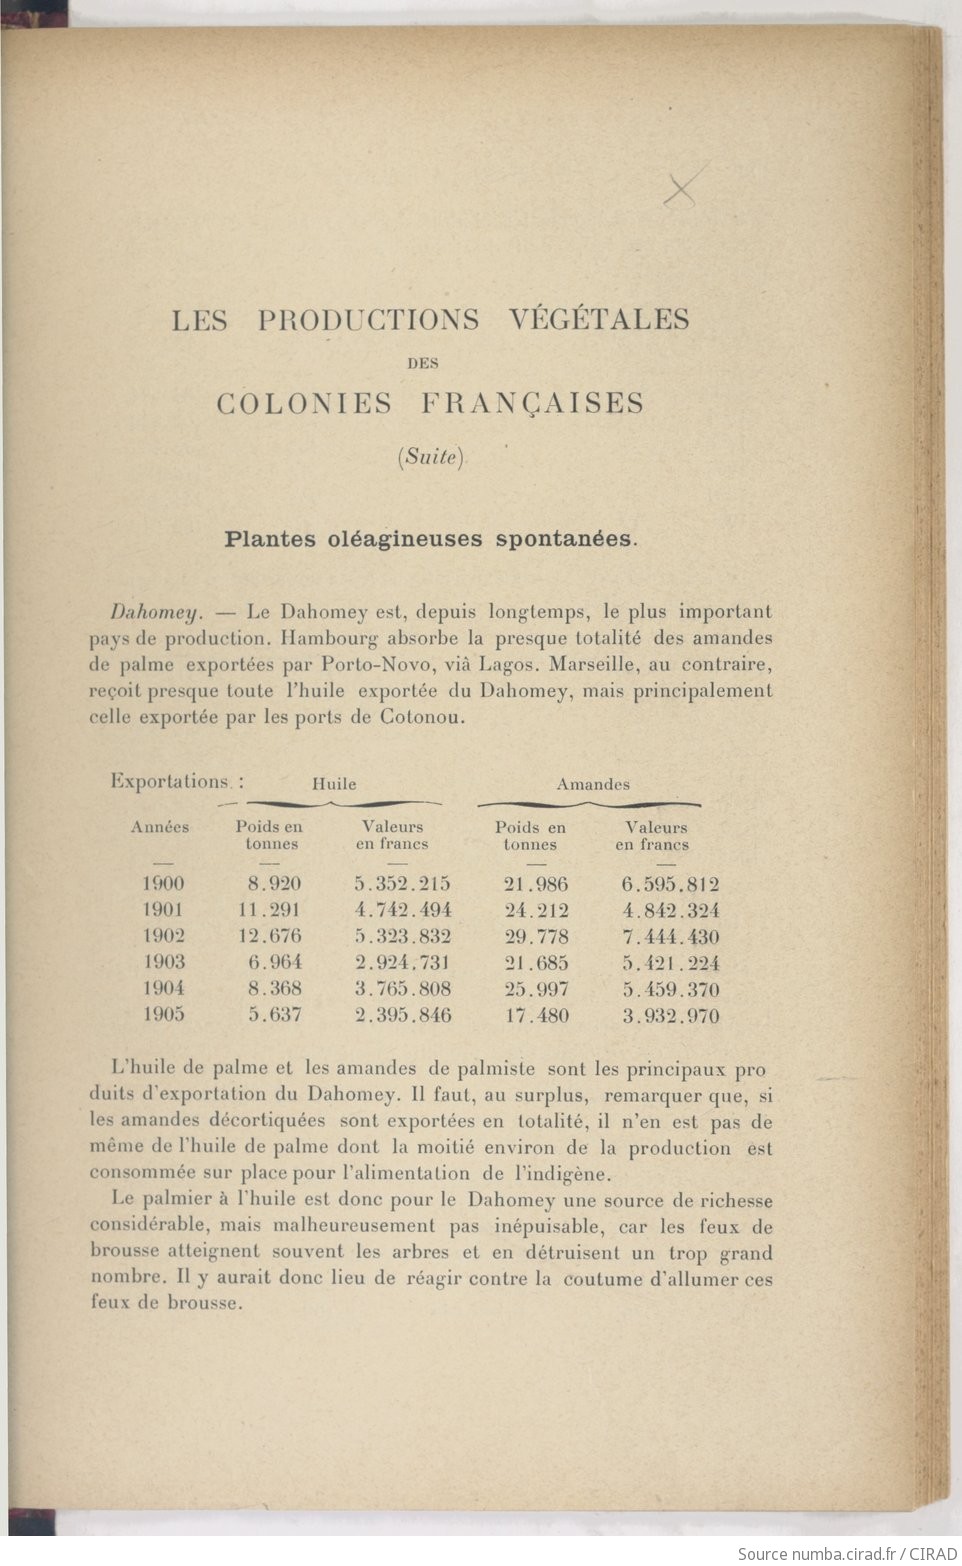 LES PRODUCTIONS VÉGÉTALES
DES
COLONIES FRANÇAISES
(Suite)
Plantes oléagineuses spontanées.
Dahomey. — Le Dahomey est, depuis longtemps, le plus important
pays de production. Hambourg absorbe la presque totalité des amandes
de palme exportées par Porto-Novo, viâ Lagos. Marseille, au contraire,
reçoit presque toute l'huile exportée du Dahomey, mais principalement
celle exportée par les ports de Cotonou.
Exportations : Huile Amandes
Années Poids en Valeurs Poids en Valeurs
tonnes en francs tonnes en francs
1900 8.920 5.352.215 21.986 6.595.812
1901 11.291 4.742.494 24.212 4.842.324
1902 12.676 5.323.832 29.778 7.444.430
1903 6.964 2.924.731 21.685 5.421.224
1904 8.368 3.765.808 25.997 5.459.370
1905 5.637 2.395.846 17.480 3.932.970
L'huile de palme et les amandes de palmiste sont les principaux pro
duits d'exportation du Dahomey. Il faut, au surplus, remarquer que, si
les amandes décortiquées sont exportées en totalité, il n'en est pas de
même de l'huile de palme dont la moitié environ de la production est
consommée sur place pour l'alimentation de l'indigène.
Le palmier à l'huile est donc pour le Dahomey une source de richesse
considérable, mais malheureusement pas inépuisable, car les feux de
brousse atteignent souvent les arbres et en détruisent un trop grand
nombre. Il y aurait donc lieu de réagir contre la coutume d'allumer ces
feux de brousse.
Source numba.cirad.fr / CIRAD